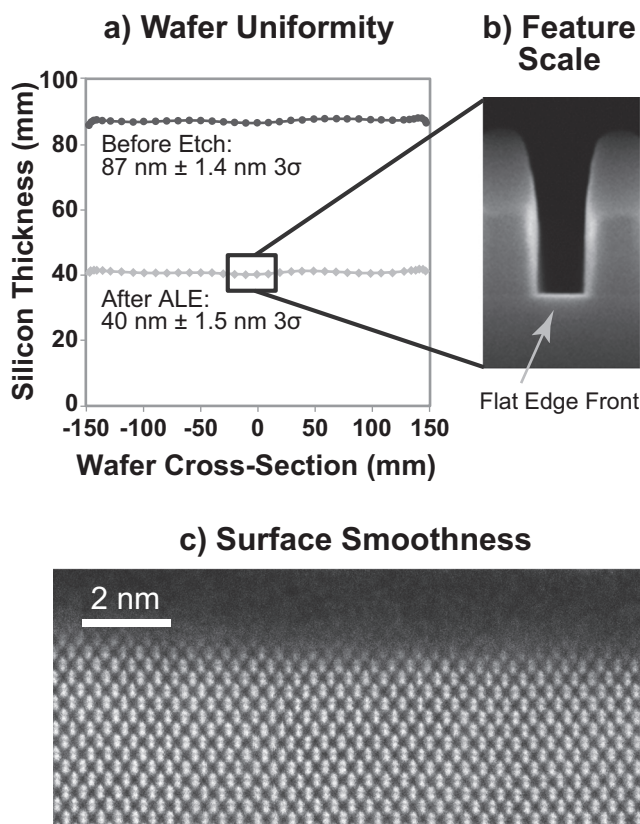 a) Wafer Uniformity
b) Feature
Scale
Silicon Thickness (mm)
100
80
60
40
20
0
Before Etch:
87 nm ± 1.4 nm 3σ
After ALE:
40 nm ± 1.5 nm 3σ
-150 -100 -50 0 50 100 150
Wafer Cross-Section (mm)
Flat Edge Front
c) Surface Smoothness
2 nm